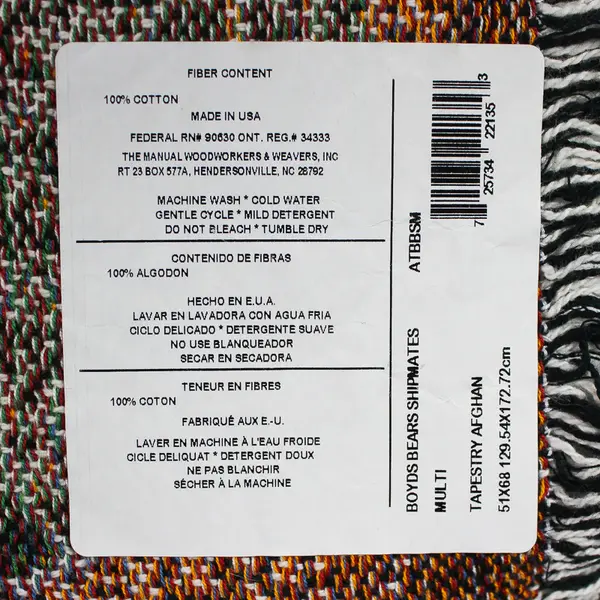 FIBER CONTENT
100% COTTON
MADE IN USA
FEDERAL RN# 90630 ONT. REG.# 34333
THE MANUAL WOODWORKERS & WEAVERS, INC
RT 23 BOX 577A, HENDERSONVILLE, NC 28792
MACHINE WASH * COLD WATER
GENTLE CYCLE * MILD DETERGENT
DO NOT BLEACH * TUMBLE DRY
CONTENIDO DE FIBRAS
100% ALGODON
HECHO EN E.U.A.
LAVAR EN LAVADORA CON AGUA FRIA
CICLO DELICADO * DETERGENTE SUAVE
NO USE BLANQUEADOR
SECAR EN SECADORA
TENEUR EN FIBRES
100% COTON
FABRIQUÉ AUX E.-U.
LAVER EN MACHINE À L'EAU FROIDE
CICLE DELIQUAT * DETERGENT DOUX
NE PAS BLANCHIR
SÉCHER À LA MACHINE
7 25734 22135 3
ATBBSM
BOYDS BEARS SHIPMATES
MULTI
TAPESTRY AFGHAN
51X68 129.54X172.72cm